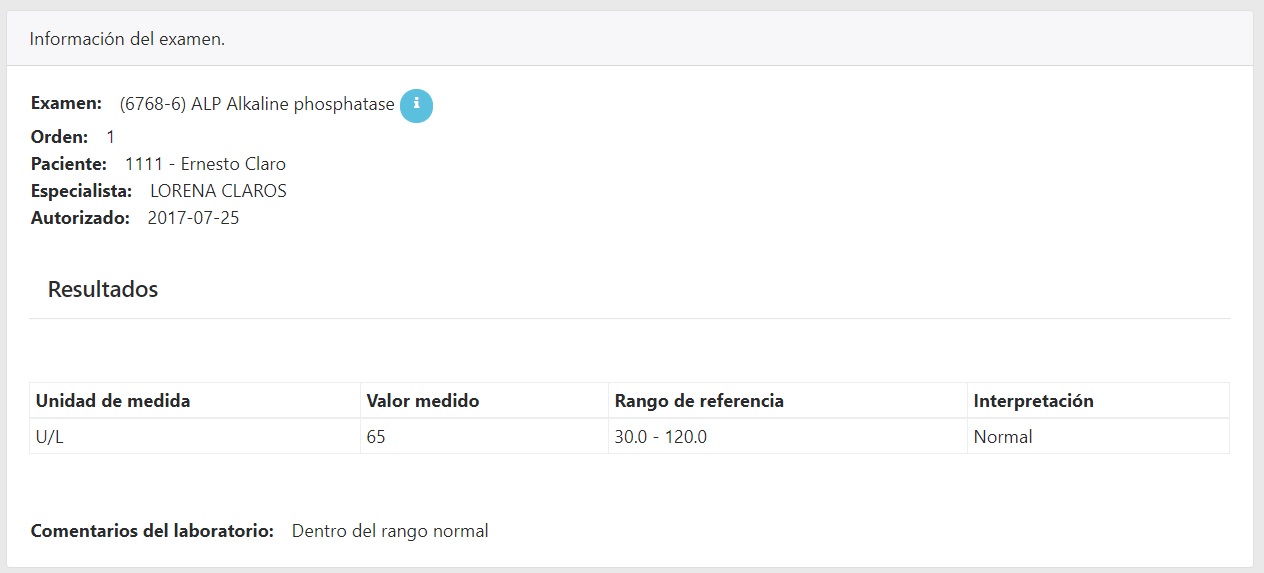 Información del examen.
Examen: (6768-6) ALP Alkaline phosphatase i
Orden: 1
Paciente: 1111 - Ernesto Claro
Especialista: LORENA CLAROS
Autorizado: 2017-07-25
Resultados
Unidad de medida Valor medido Rango de referencia Interpretación
U/L 65 30.0 - 120.0 Normal
Comentarios del laboratorio: Dentro del rango normal